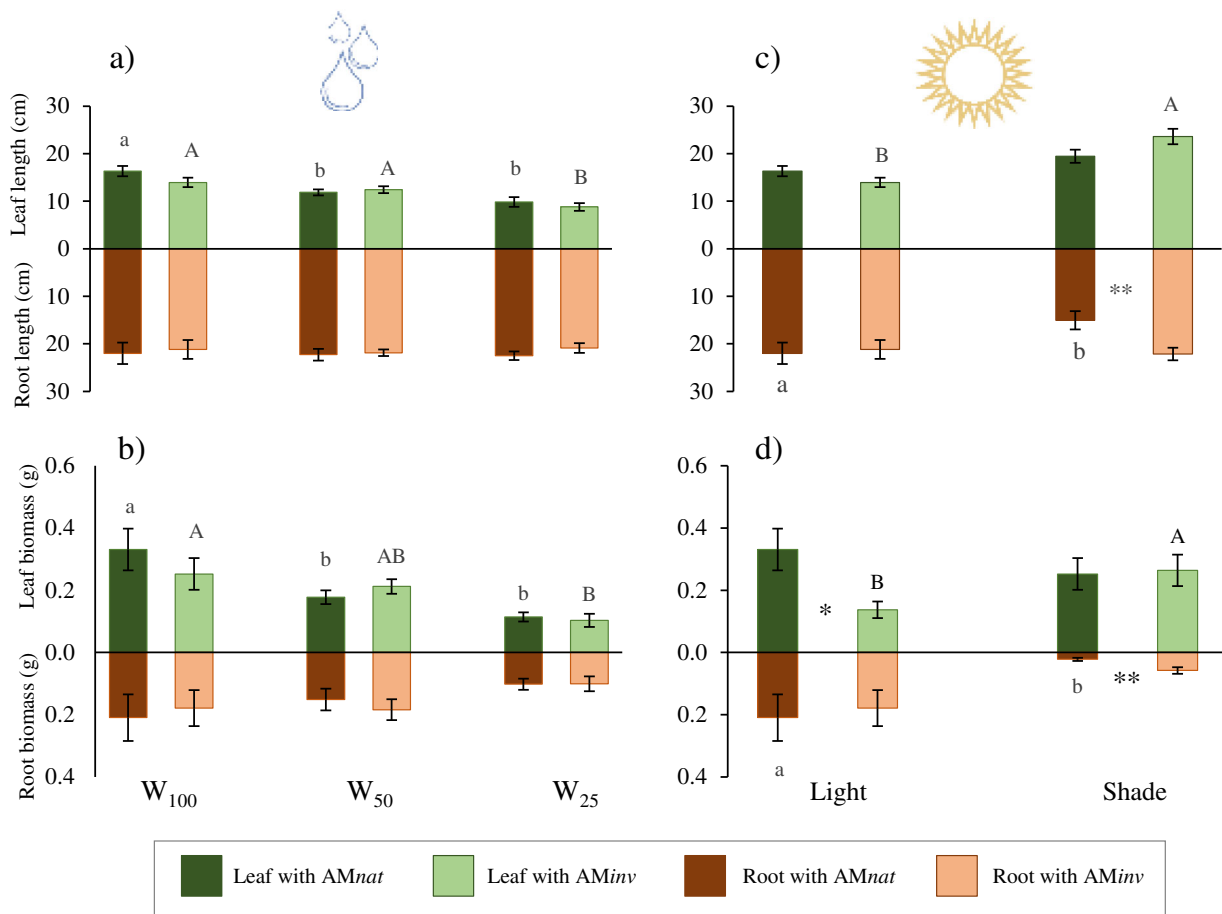 a)
30
20
10
0
10
20
30
Leaf length (cm)
Root length (cm)
a
A
b
A
b
B
c)
30
20
10
0
10
20
30
B
A
**
a
b
b)
0.6
0.4
0.2
0.0
0.2
0.4
Leaf biomass (g)
Root biomass (g)
a
A
b
AB
b
B
W100
W50
W25
d)
0.6
0.4
0.2
0.0
0.2
0.4
*
B
A
**
a
b
Light
Shade
Leaf with AMnat
Leaf with AMinv
Root with AMnat
Root with AMinv